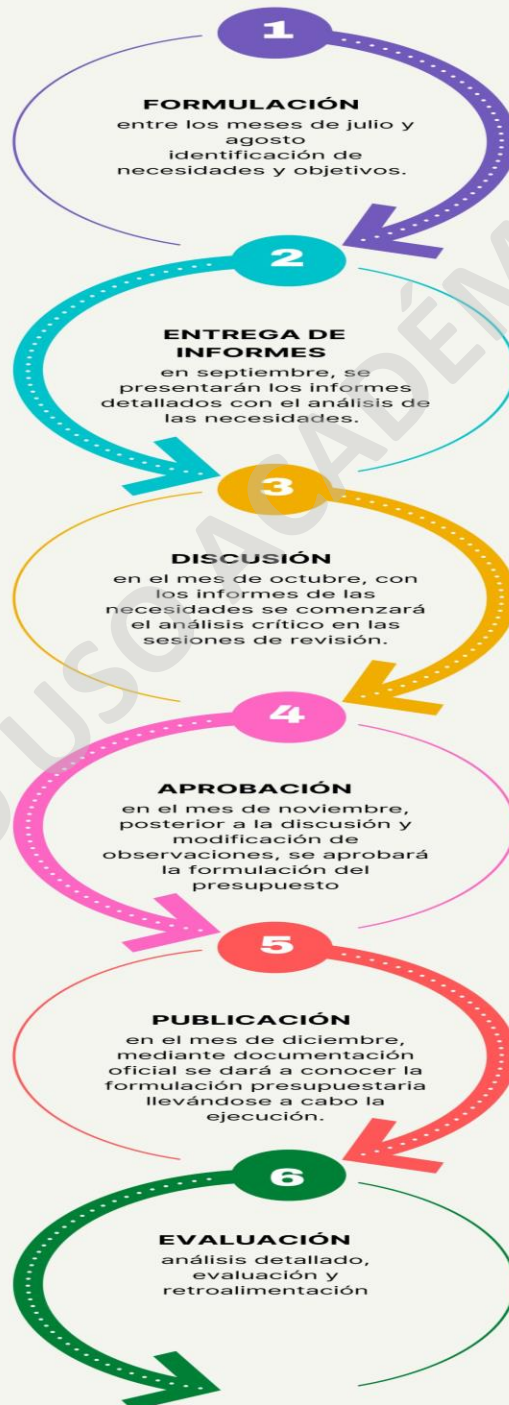 1
FORMULACIÓN
entre los meses de julio y
agosto
identificación de
necesidades y objetivos.
2
ENTREGA DE
INFORMES
en septiembre, se
presentarán los informes
detallados con el análisis de
las necesidades.
3
DISCUSIÓN
en el mes de octubre, con
los informes de las
necesidades se comenzará
el análisis crítico en las
sesiones de revisión.
4
APROBACIÓN
en el mes de noviembre,
posterior a la discusión y
modificación de
observaciones, se aprobará
la formulación del
presupuesto
5
PUBLICACIÓN
en el mes de diciembre,
mediante documentación
oficial se dará a conocer la
formulación presupuestaria
llevándose a cabo la
ejecución.
6
EVALUACIÓN
análisis detallado,
evaluación y
retroalimentación
USO